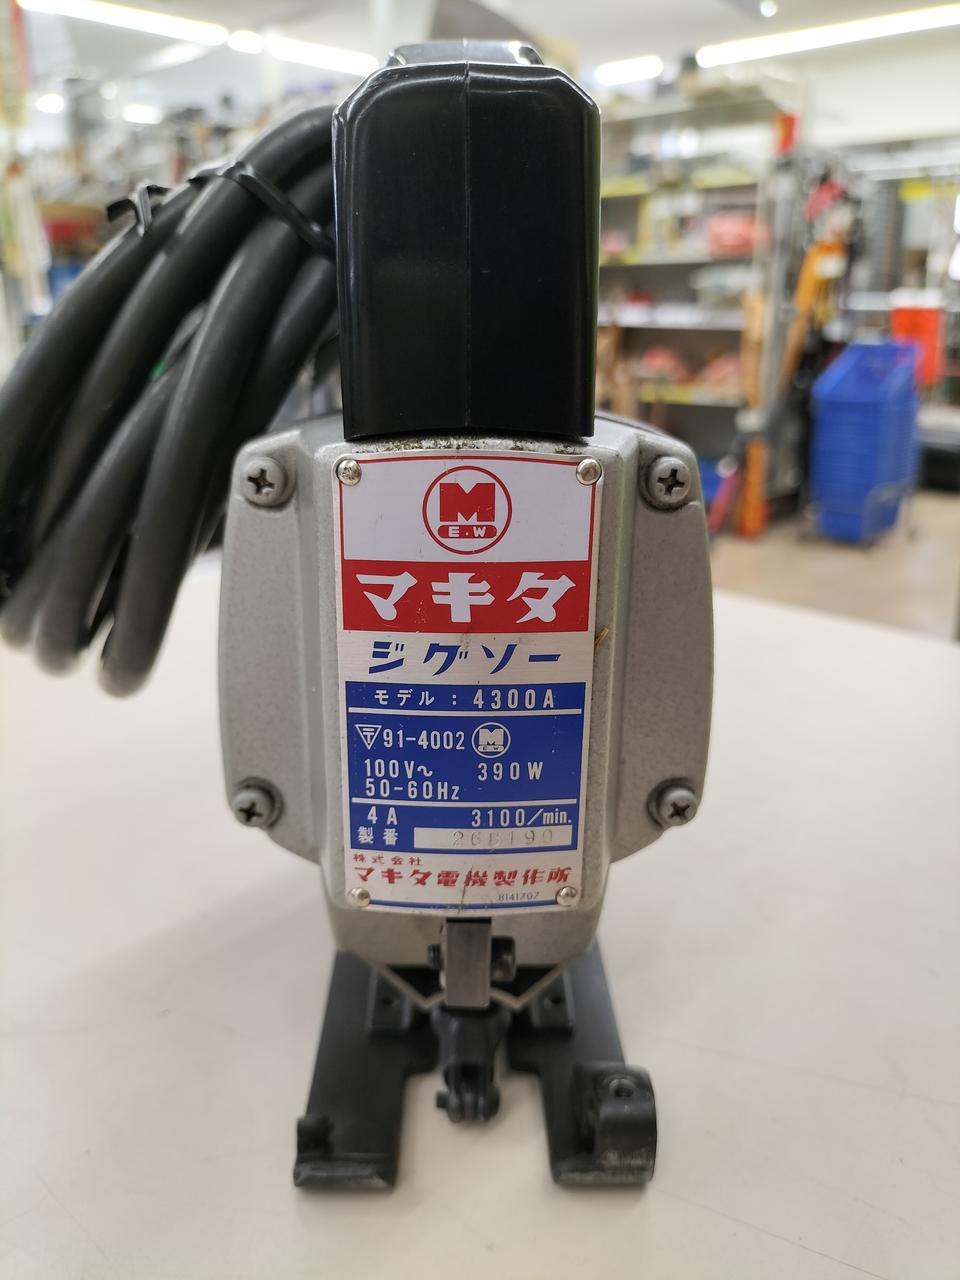 M
E·W
マキタ
ジグソー
モデル：4300A
〒91-4002 M E·W
100V~ 390W
50-60Hz
4A 3100/min.
製番
株式会社
マキタ電機製作所
8141707